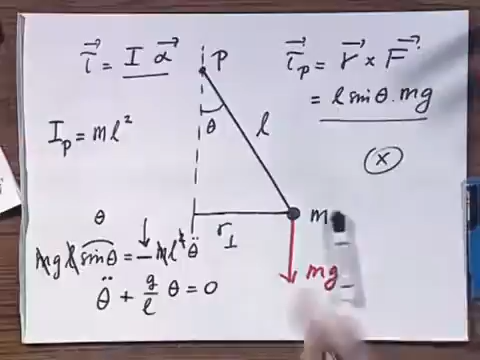 τ⃗ = I α⃗
P
τ⃗ₚ = r⃗ × F⃗
= l sinθ · mg
Iₚ = ml²
θ
l
x
m
r⊥
θ
mg l sinθ = − ml² θ̈
mg
θ̈ + g/l θ = 0